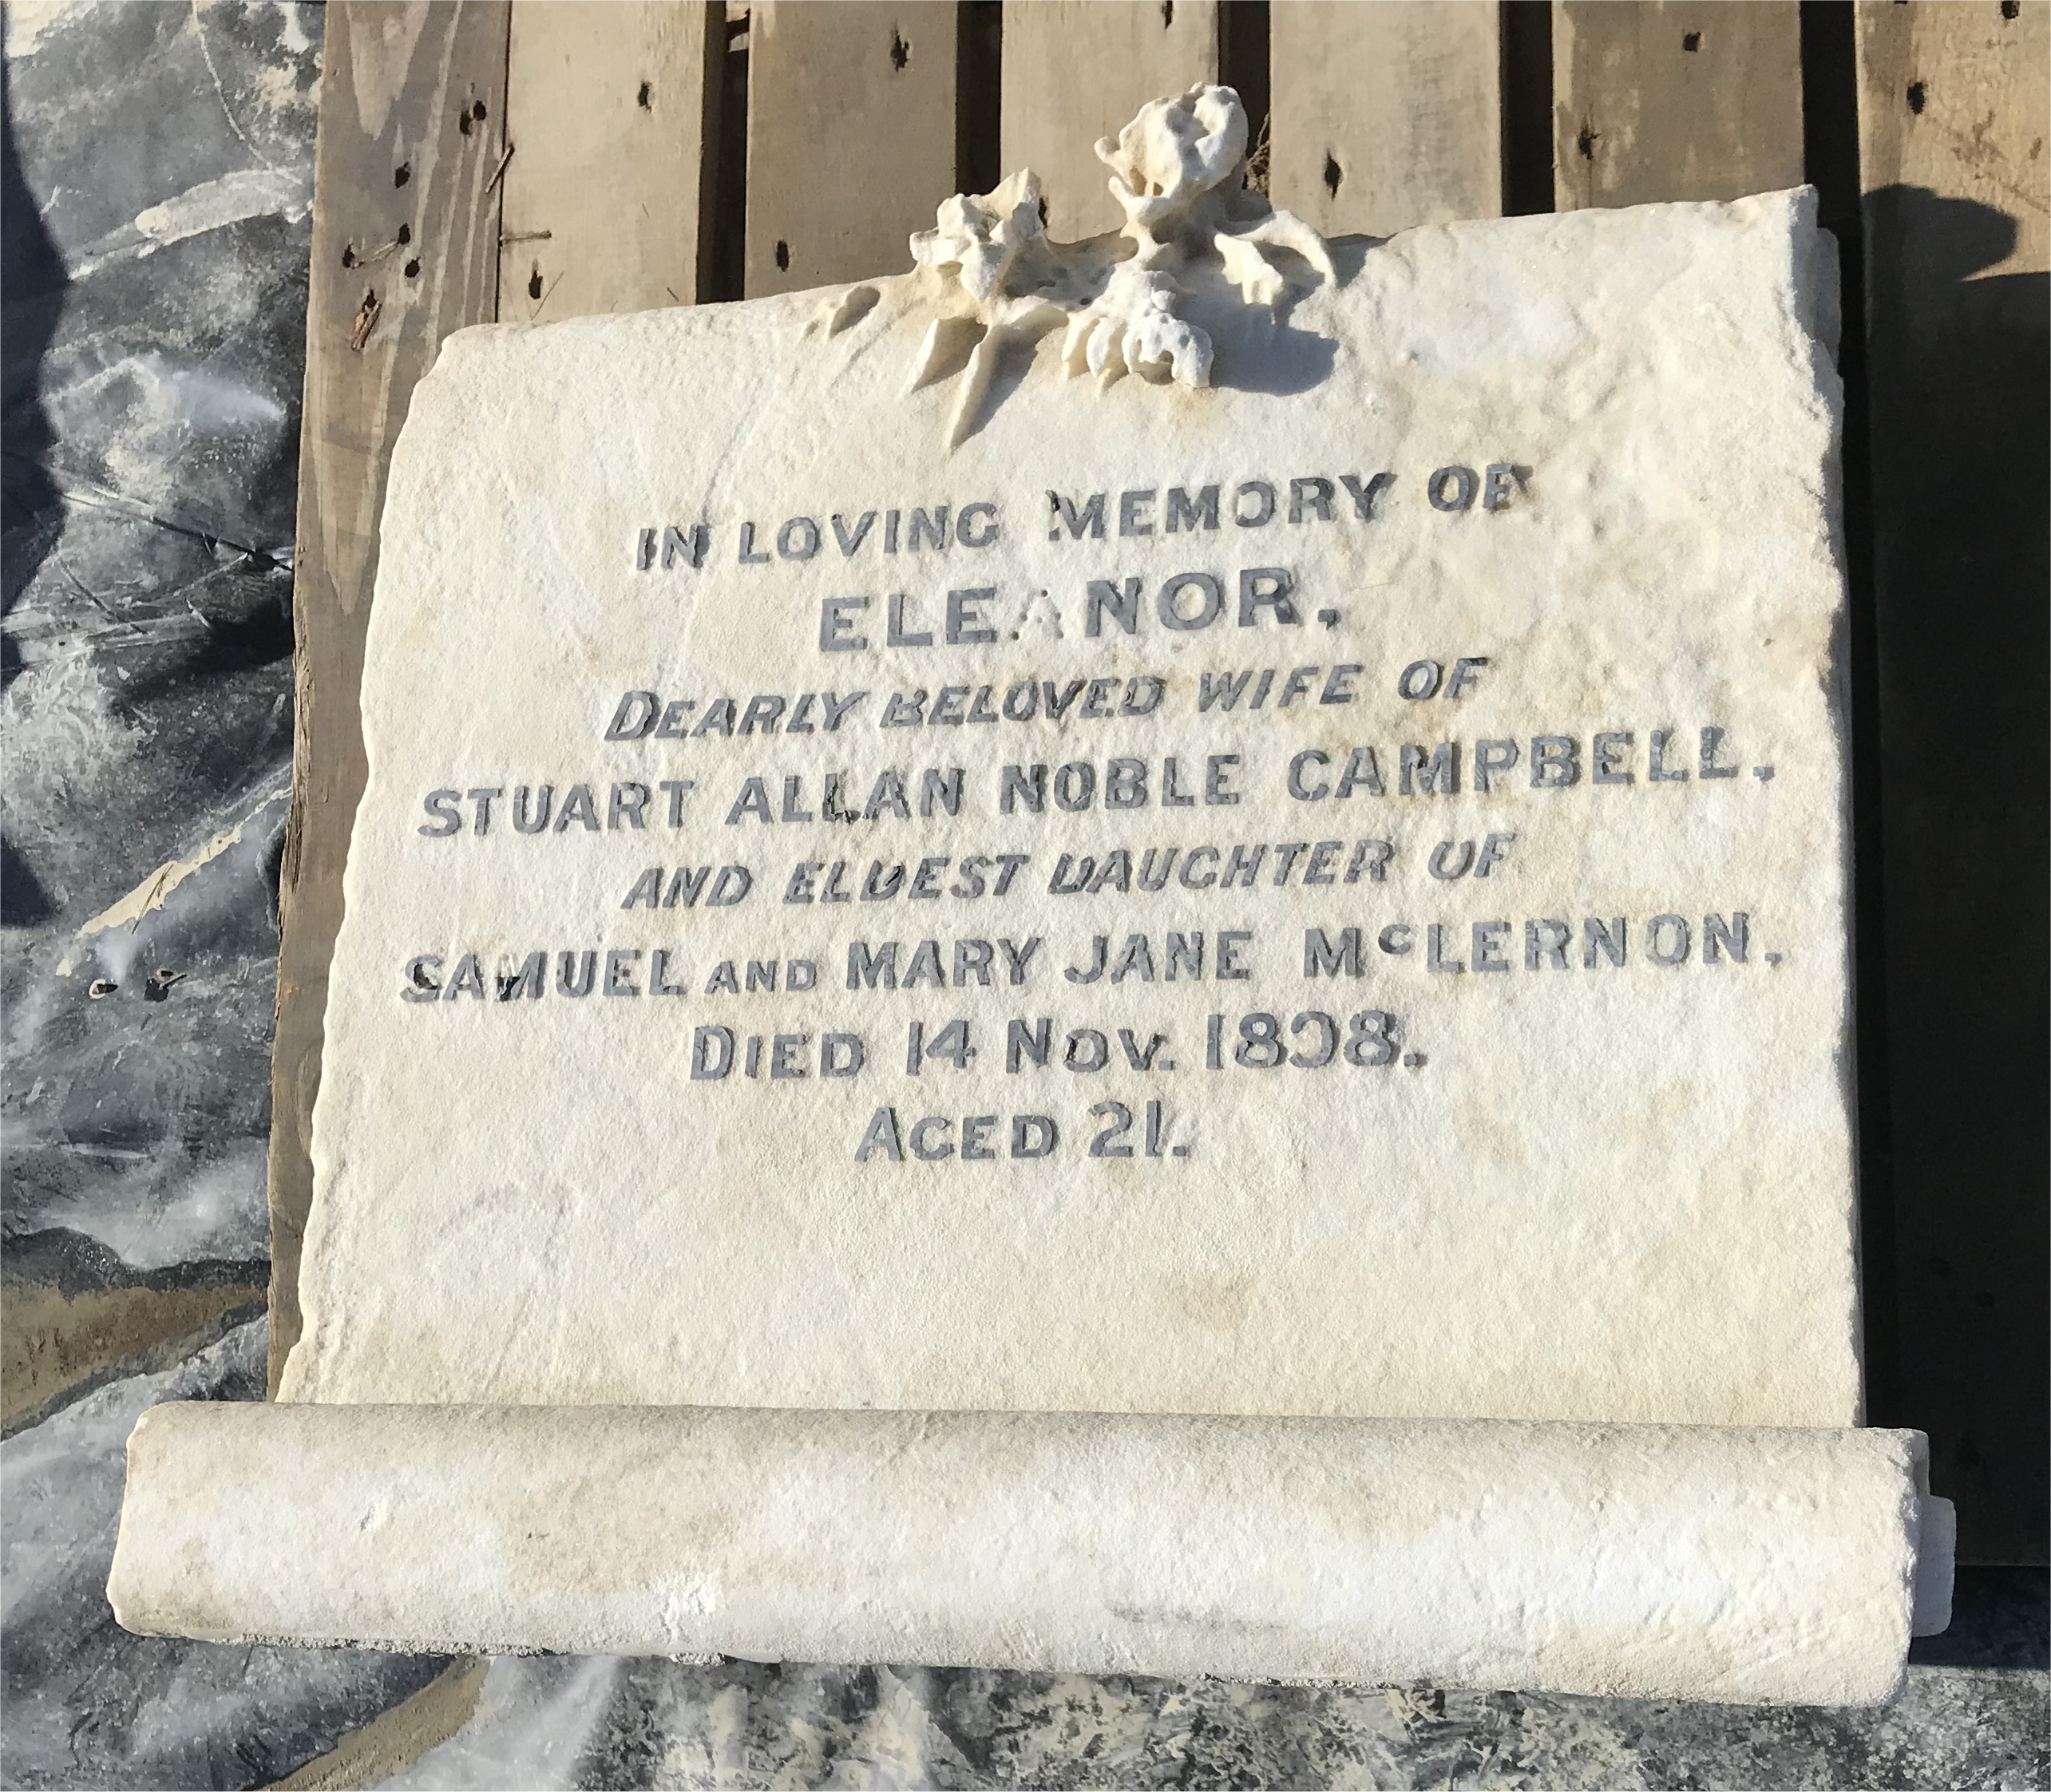 IN LOVING MEMORY OF
ELEANOR.
DEARLY BELOVED WIFE OF
STUART ALLAN NOBLE CAMPBELL.
AND ELDEST DAUGHTER OF
SAMUEL AND MARY JANE McLERNON.
DIED 14 NOV. 1898.
AGED 21.